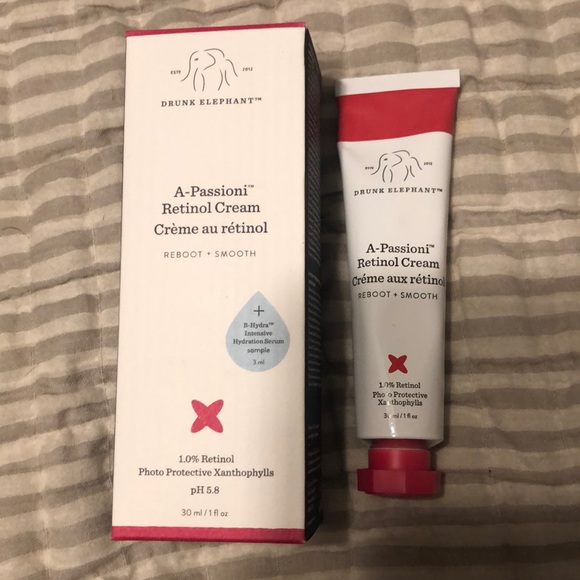 ESTD 2012
DRUNK ELEPHANT™
A-Passioni™
Retinol Cream
Crème au rétinol
REBOOT + SMOOTH
+
B-Hydra™
Intensive
Hydration Serum
sample
3 ml
1.0% Retinol
Photo Protective Xanthophylls
pH 5.8
30 ml / 1 fl oz
ESTD 2012
DRUNK ELEPHANT™
A-Passioni™
Retinol Cream
Créme aux rétinol
REBOOT + SMOOTH
1.0% Retinol
Photo Protective
Xanthophylls
30 ml / 1 fl oz